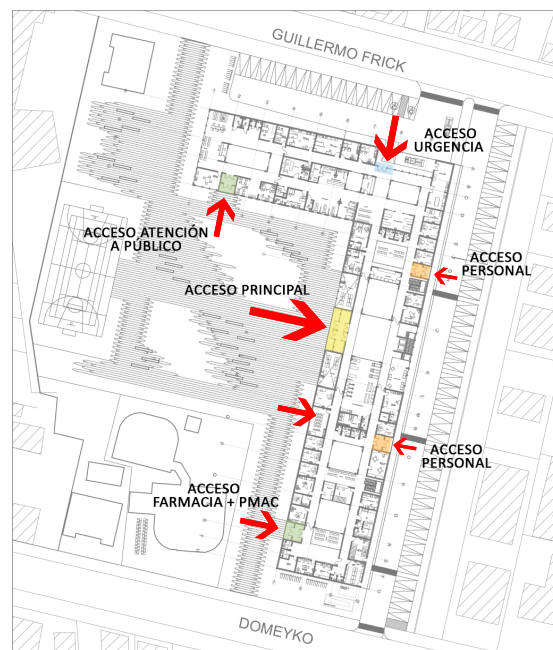 GUILLERMO FRICK
ACCESO
URGENCIA
ACCESO ATENCIÓN
A PÚBLICO
ACCESO
PERSONAL
ACCESO PRINCIPAL
ACCESO
PERSONAL
ACCESO
FARMACIA + PMAC
DOMEYKO